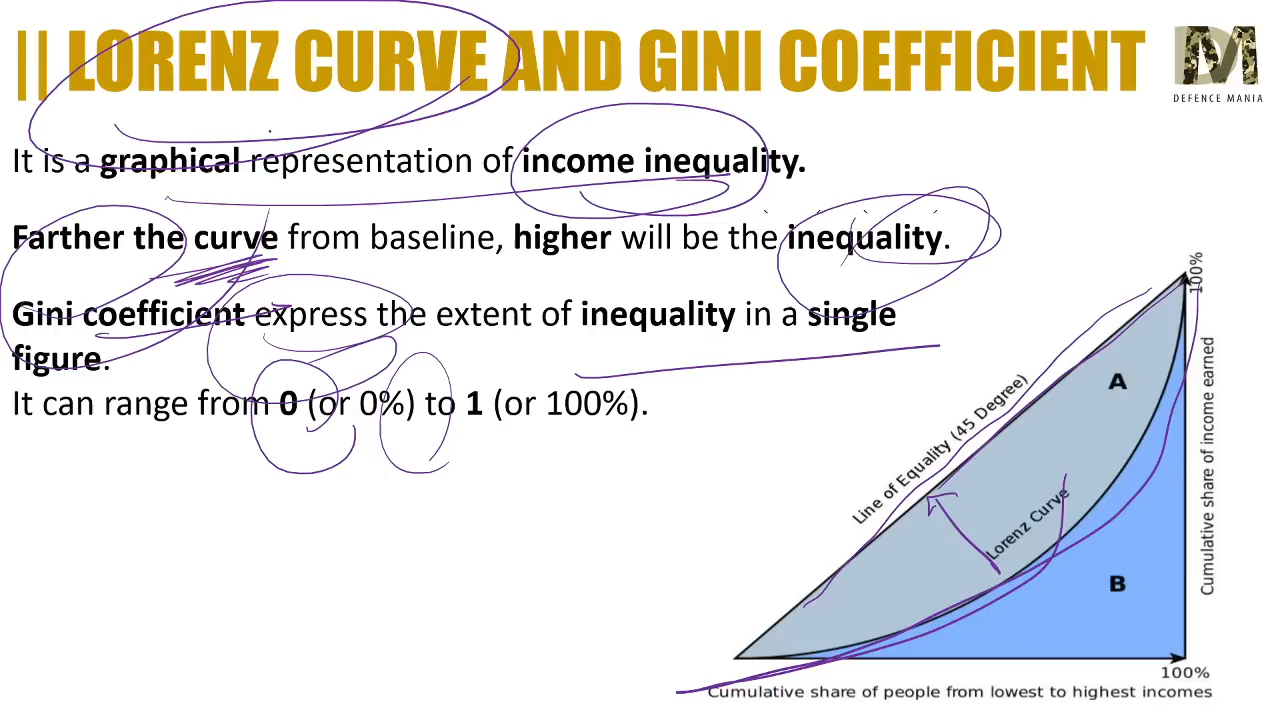 || LORENZ CURVE AND GINI COEFFICIENT
DEFENCE MANIA
It is a graphical representation of income inequality.
Farther the curve from baseline, higher will be the inequality.
Gini coefficient express the extent of inequality in a single
figure.
It can range from 0 (or 0%) to 1 (or 100%).
100%
Cumulative share of income earned
A
Line of Equality (45 Degree)
Lorenz Curve
B
100%
Cumulative share of people from lowest to highest incomes